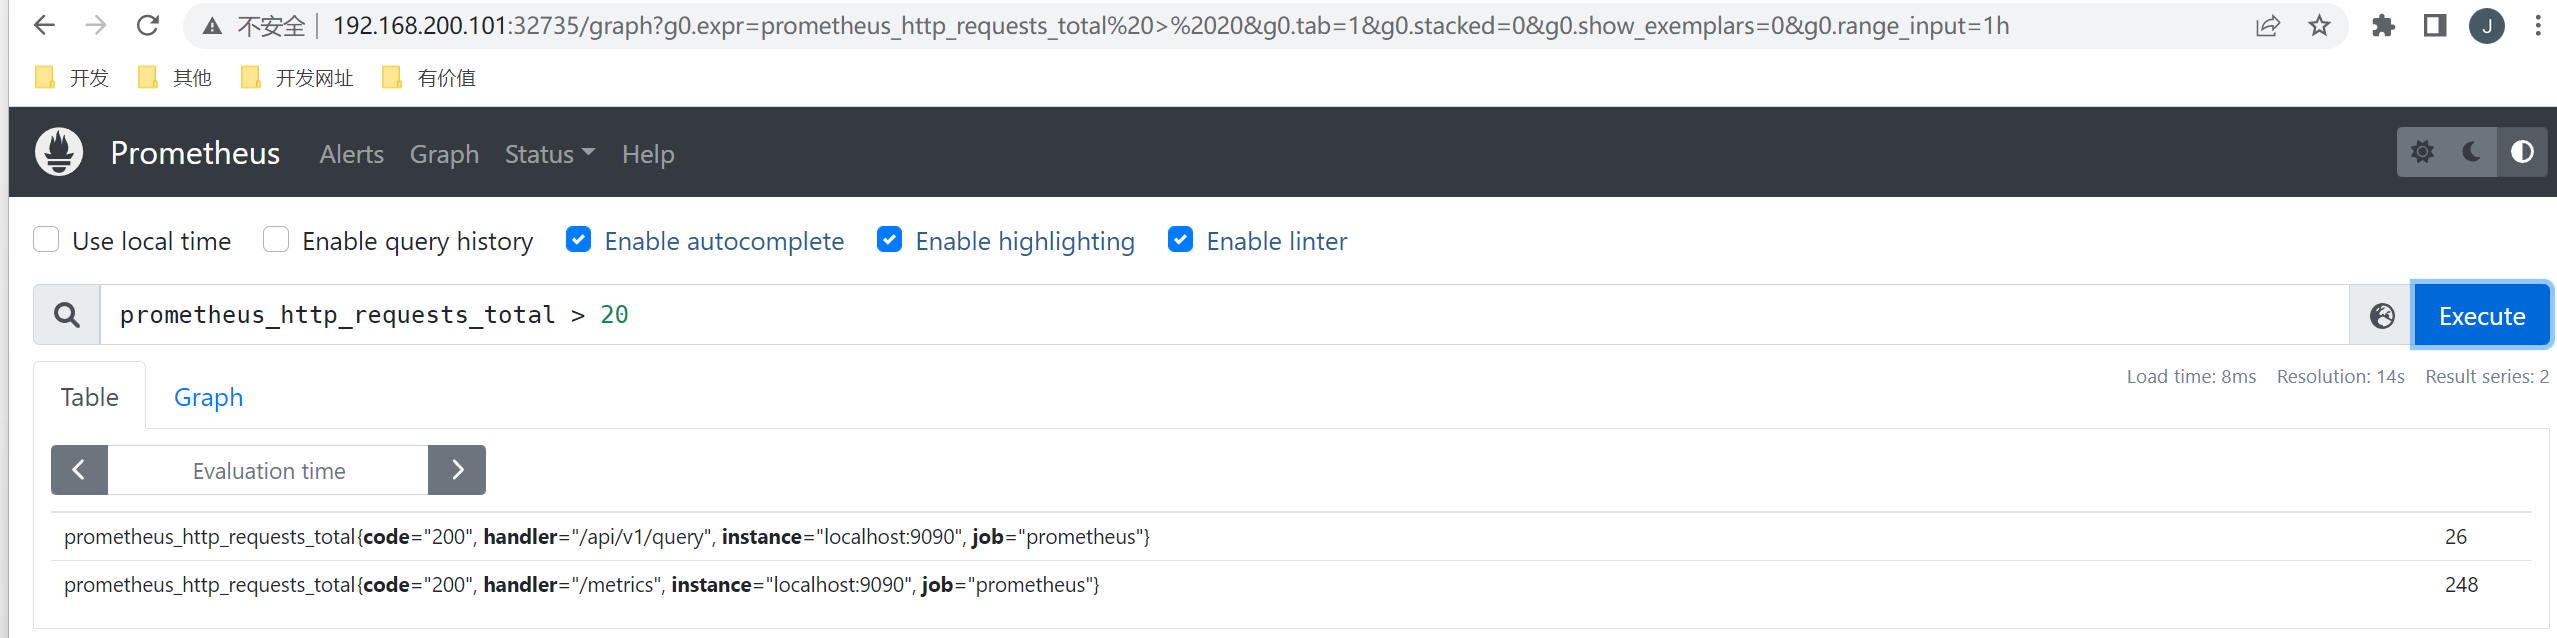 不安全 192.168.200.101:32735/graph?g0.expr=prometheus_http_requests_total%20>%2020&g0.tab=1&g0.stacked=0&g0.show_exemplars=0&g0.range_input=1h J
开发 其他 开发网址 有价值
Prometheus Alerts Graph Status Help
Use local time Enable query history Enable autocomplete Enable highlighting Enable linter
prometheus_http_requests_total > 20 Execute
Table Graph Load time: 8ms Resolution: 14s Result series: 2
Evaluation time
prometheus_http_requests_total{code="200", handler="/api/v1/query", instance="localhost:9090", job="prometheus"} 26
prometheus_http_requests_total{code="200", handler="/metrics", instance="localhost:9090", job="prometheus"} 248